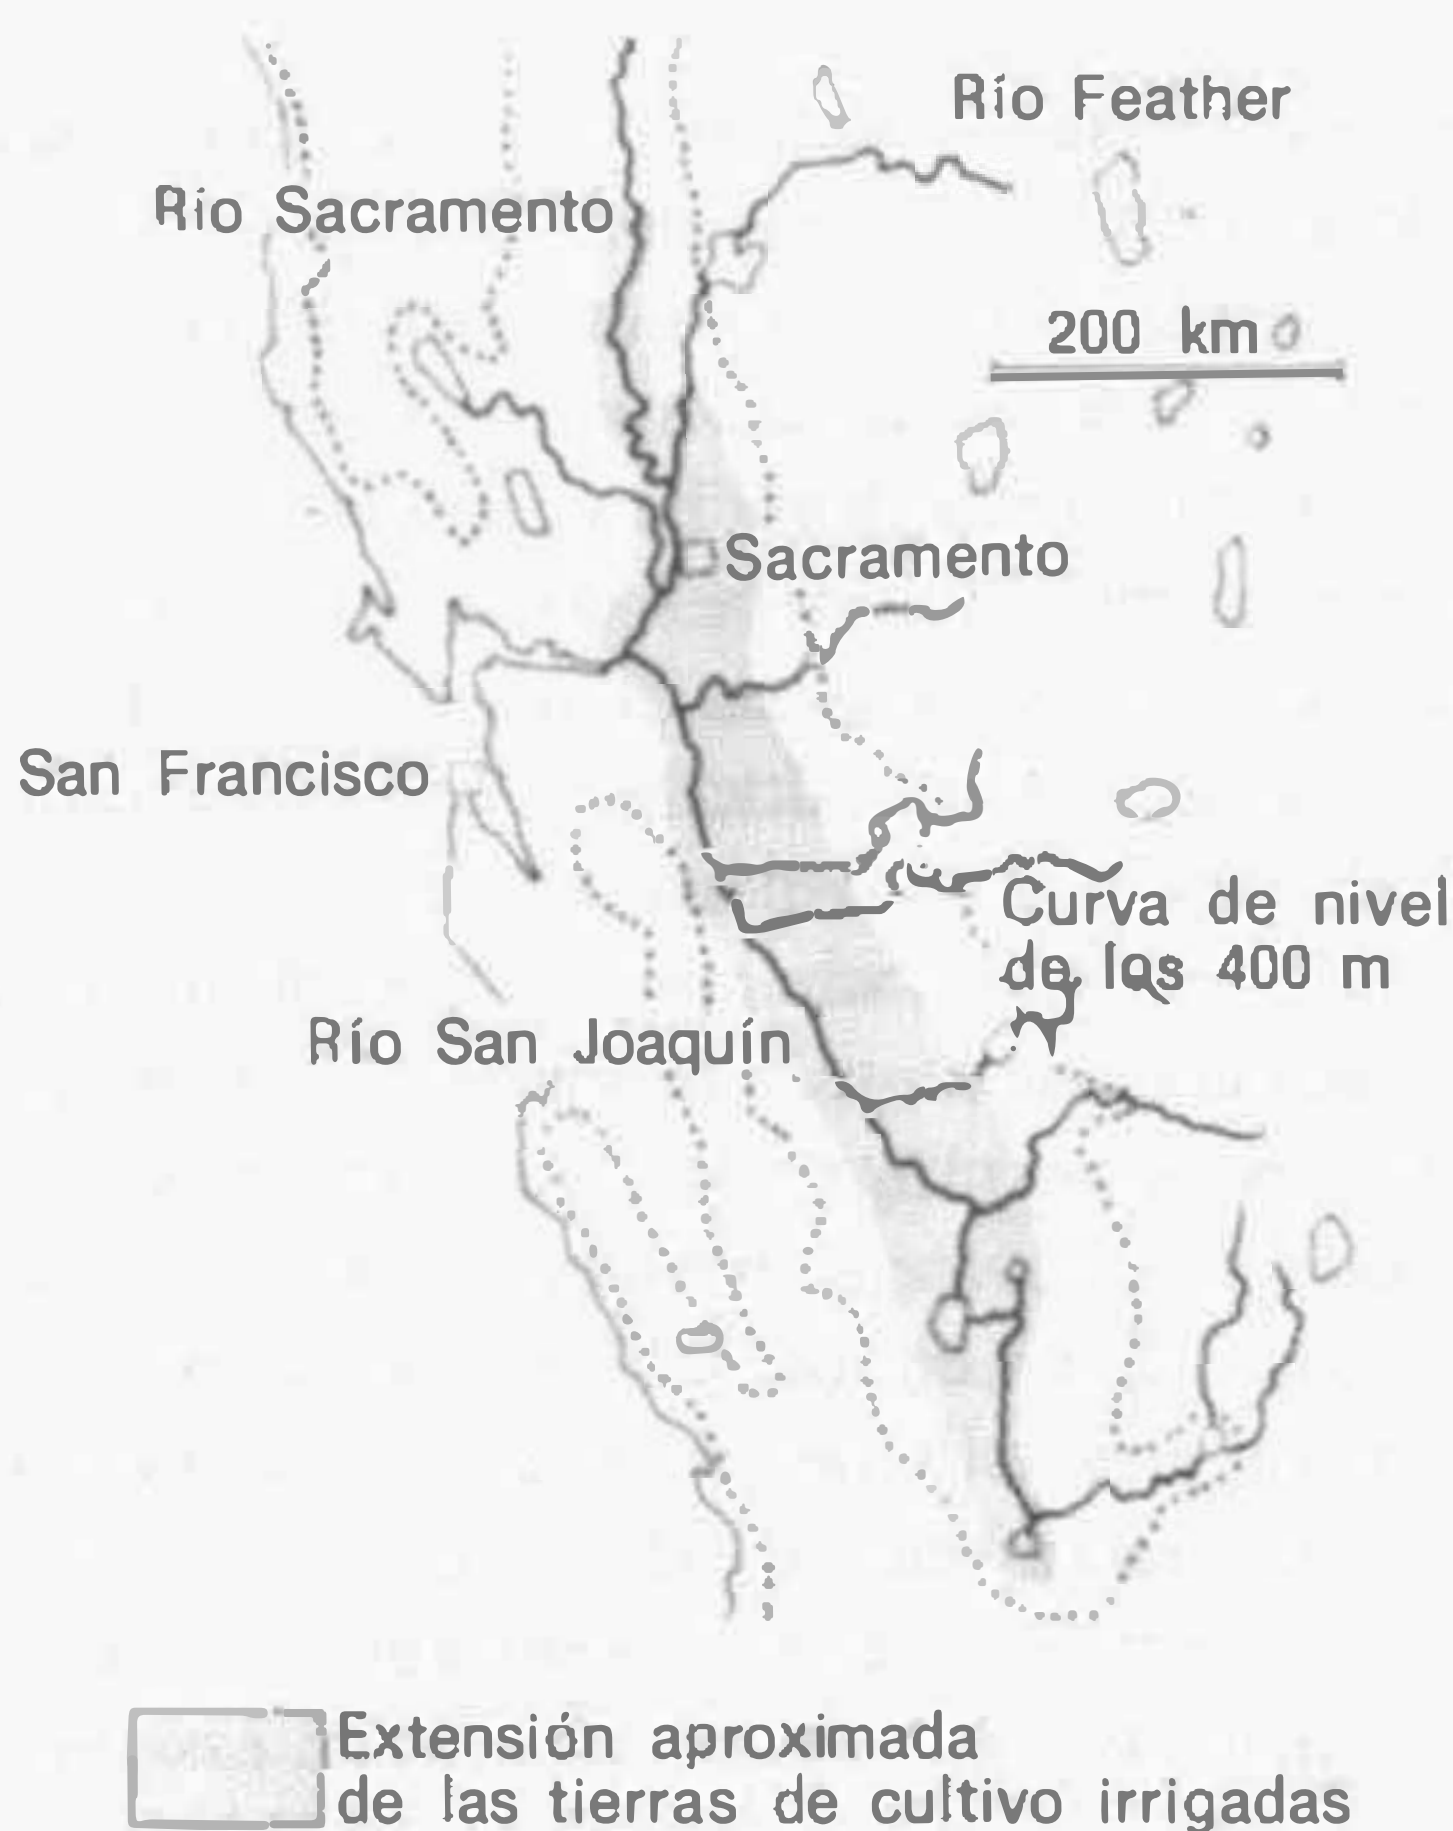 Río Feather
Río Sacramento
200 km
Sacramento
San Francisco
Curva de nivel
de los 400 m
Río San Joaquín
Extensión aproximada
de las tierras de cultivo irrigadas